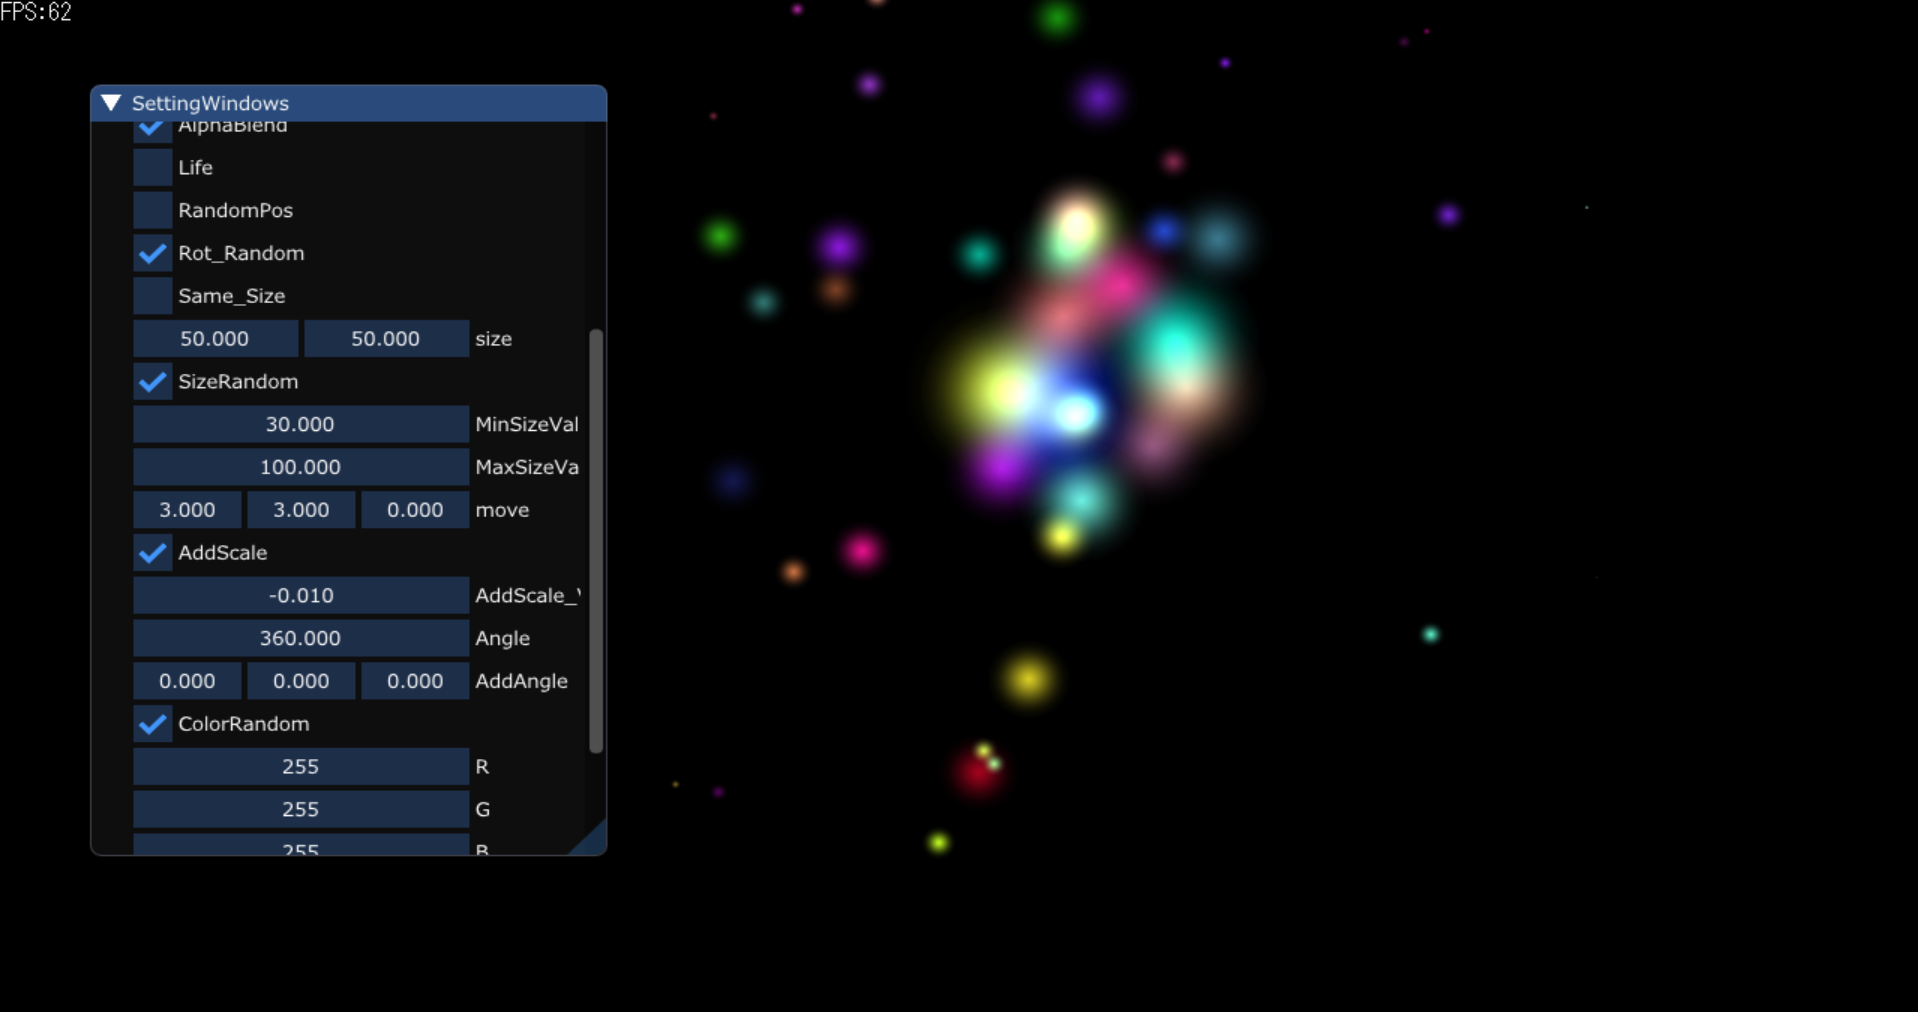 FPS:62
SettingWindows
AlphaBlend
Life
RandomPos
Rot_Random
Same_Size
50.000 50.000 size
SizeRandom
30.000 MinSizeVal
100.000 MaxSizeVa
3.000 3.000 0.000 move
AddScale
-0.010 AddScale_
360.000 Angle
0.000 0.000 0.000 AddAngle
ColorRandom
255 R
255 G
255 B